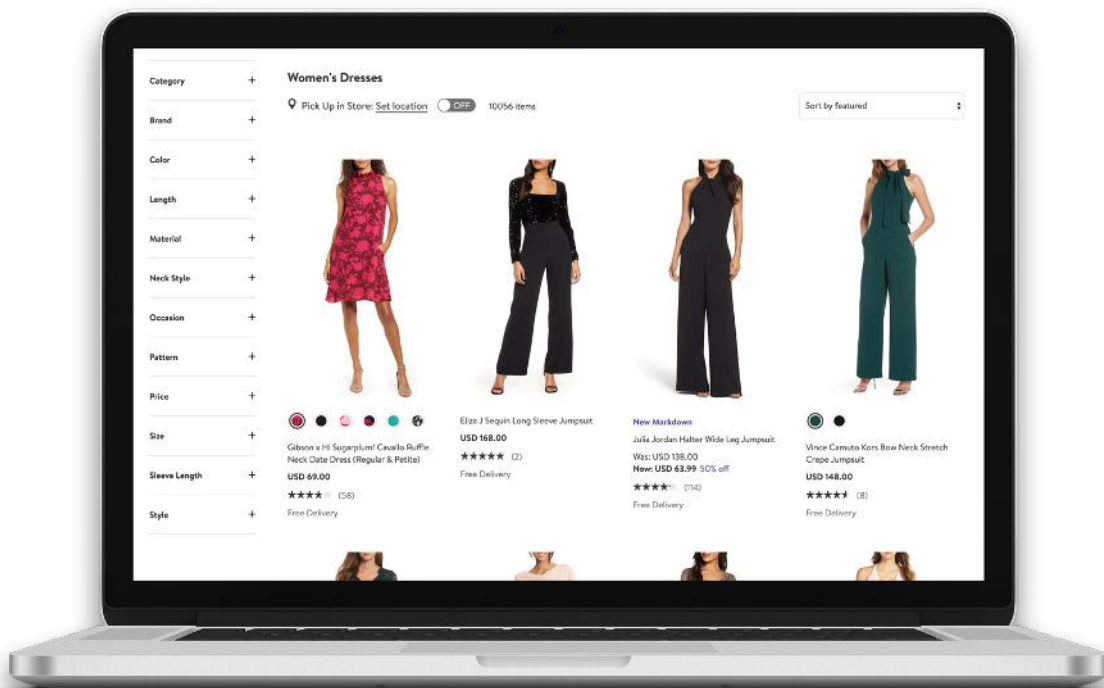 Category +
Brand +
Color +
Length +
Material +
Neck Style +
Occasion +
Pattern +
Price +
Size +
Sleeve Length +
Style +
Women's Dresses
Pick Up in Store: Set location OFF 10056 items
Sort by featured
Gibson x Hi Sugarplum! Cavallo Ruffle
Neck Date Dress (Regular & Petite)
USD 69.00
(58)
Free Delivery
Eliza J Sequin Long Sleeve Jumpsuit
USD 168.00
(2)
Free Delivery
New Markdown
Julia Jordan Halter Wide Leg Jumpsuit
Was: USD 138.00
Now: USD 63.99 50% off
(114)
Free Delivery
Vince Camuto Kors Bow Neck Stretch
Crepe Jumpsuit
USD 148.00
(8)
Free Delivery